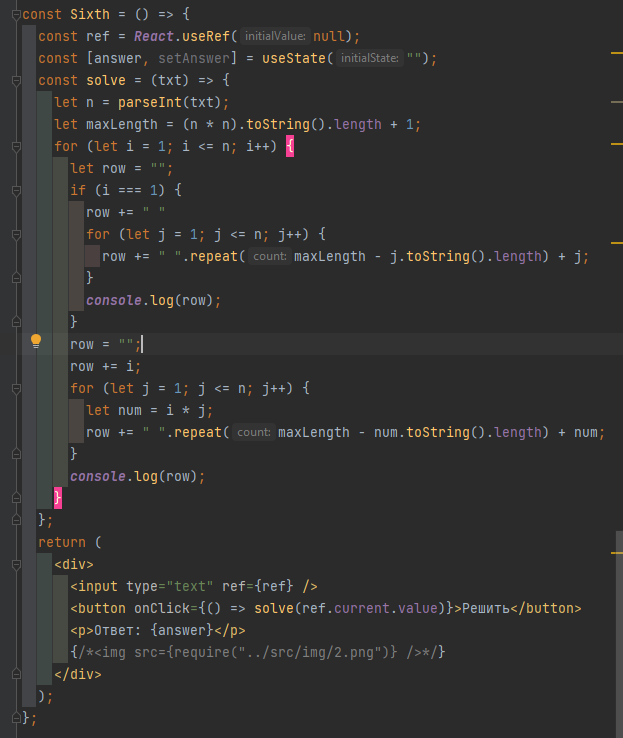 const Sixth = () => {
  const ref = React.useRef( initialValue: null);
  const [answer, setAnswer] = useState( initialState: "");
  const solve = (txt) => {
    let n = parseInt(txt);
    let maxLength = (n * n).toString().length + 1;
    for (let i = 1; i <= n; i++) {
      let row = "";
      if (i === 1) {
        row += " "
        for (let j = 1; j <= n; j++) {
          row += " ".repeat( count: maxLength - j.toString().length) + j;
        }
        console.log(row);
      }
      row = "";
      row += i;
      for (let j = 1; j <= n; j++) {
        let num = i * j;
        row += " ".repeat( count: maxLength - num.toString().length) + num;
      }
      console.log(row);
    }
  };
  return (
    <div>
      <input type="text" ref={ref} />
      <button onClick={() => solve(ref.current.value)}>Решить</button>
      <p>Ответ: {answer}</p>
      {/*<img src={require("../src/img/2.png")} />*/}
    </div>
  );
};